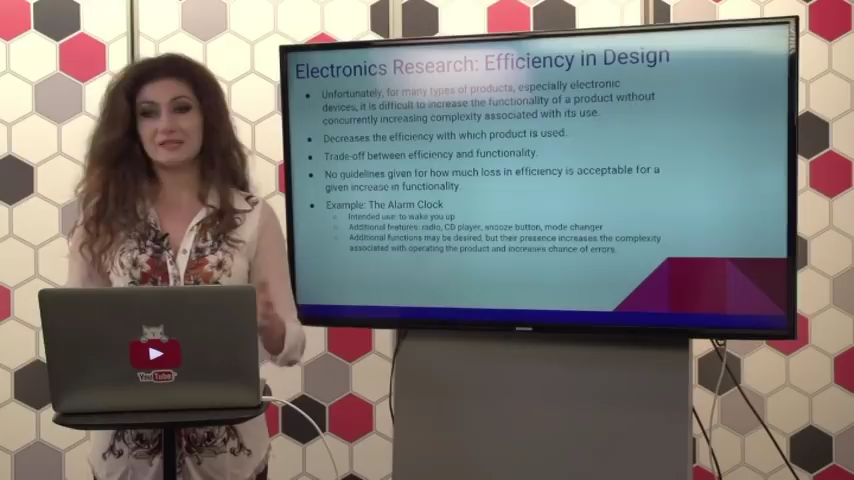 Electronics Research: Efficiency in Design
Unfortunately, for many types of products, especially electronic
devices, it is difficult to increase the functionality of a product without
concurrently increasing complexity associated with its use.
Decreases the efficiency with which product is used.
Trade-off between efficiency and functionality.
No guidelines given for how much loss in efficiency is acceptable for a
given increase in functionality.
Example: The Alarm Clock
Intended use: to wake you up
Additional features: radio, CD player, snooze button, mode changer
Additional functions may be desired, but their presence increases the complexity
associated with operating the product and increases chance of errors.
YouTube